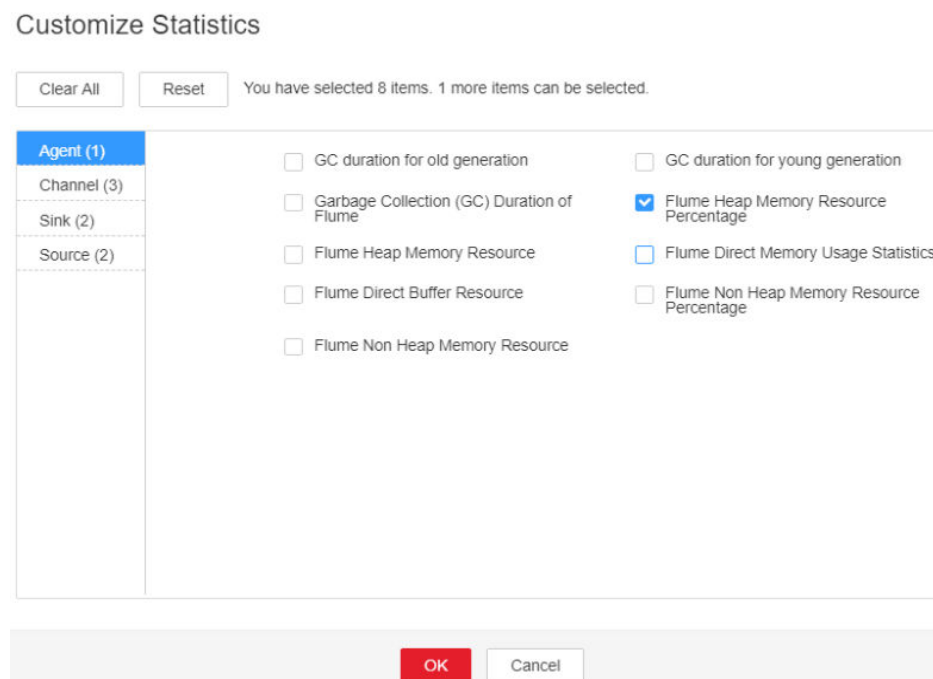 Customize Statistics
Clear All
Reset
You have selected 8 items. 1 more items can be selected.
Agent (1)
Channel (3)
Sink (2)
Source (2)
GC duration for old generation
GC duration for young generation
Garbage Collection (GC) Duration of
Flume
Flume Heap Memory Resource
Percentage
Flume Heap Memory Resource
Flume Direct Memory Usage Statistics
Flume Direct Buffer Resource
Flume Non Heap Memory Resource
Percentage
Flume Non Heap Memory Resource
OK
Cancel